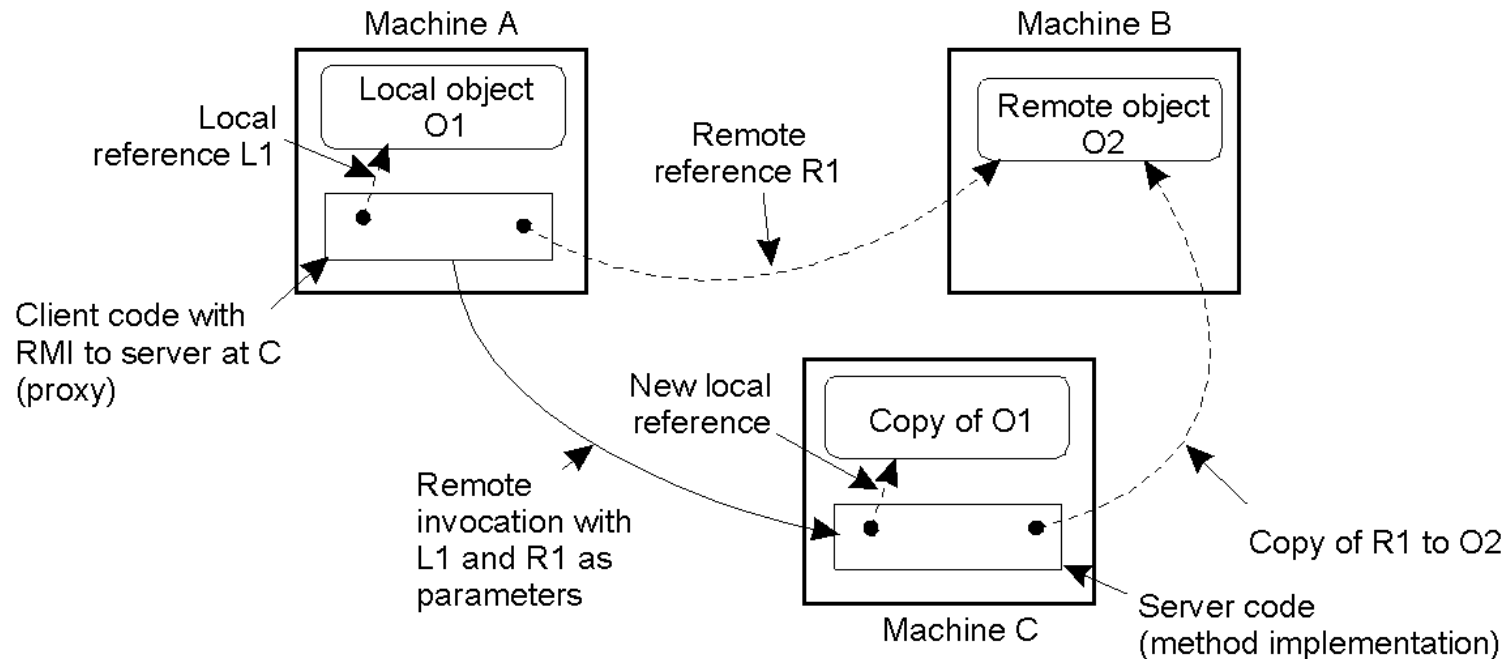 Machine A
Machine B
Local object
O1
Remote object
O2
Local
reference L1
Remote
reference R1
Client code with
RMI to server at C
(proxy)
New local
reference
Copy of O1
Remote
invocation with
L1 and R1 as
parameters
Copy of R1 to O2
Server code
(method implementation)
Machine C